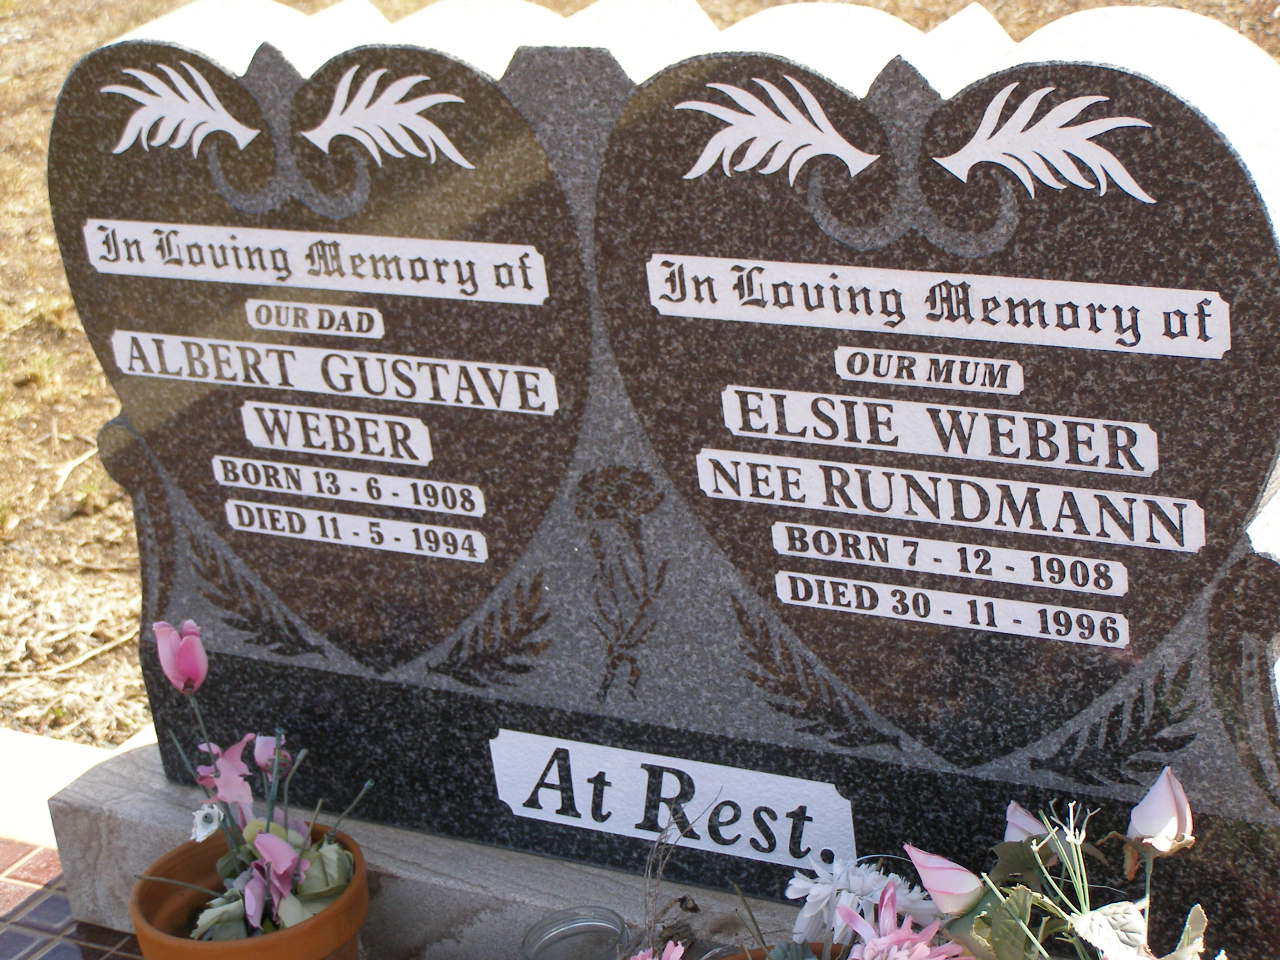 In Loving Memory of
OUR DAD
ALBERT GUSTAVE
WEBER
BORN 13 - 6 - 1908
DIED 11 - 5 - 1994
In Loving Memory of
OUR MUM
ELSIE WEBER
NEE RUNDMANN
BORN 7 - 12 - 1908
DIED 30 - 11 - 1996
At Rest.